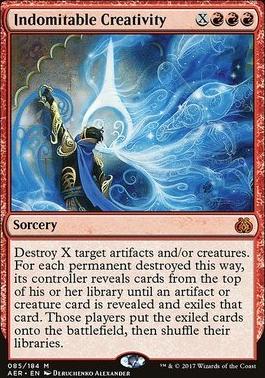 Indomitable Creativity X
Sorcery
Destroy X target artifacts and/or creatures.
For each permanent destroyed this way,
its controller reveals cards from the top
of his or her library until an artifact or
creature card is revealed and exiles that
card. Those players put the exiled cards
onto the battlefield, then shuffle their
libraries.
085/184 M
AER • EN DERUCHENKO ALEXANDER
™ & © 2017 Wizards of the Coast